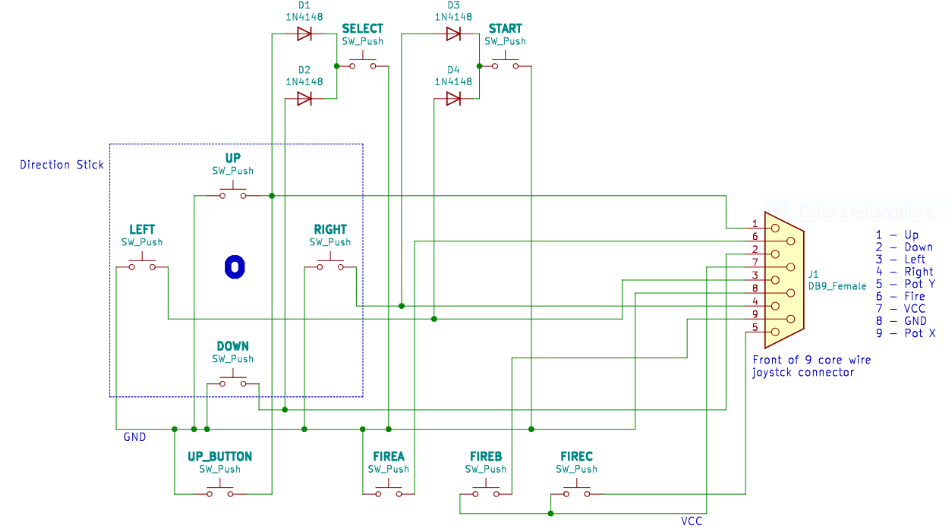 D1
1N4148
SELECT
SW_Push
D3
1N4148
START
SW_Push
D2
1N4148
D4
1N4148
Direction Stick
UP
SW_Push
LEFT
SW_Push
RIGHT
SW_Push
O
DOWN
SW_Push
GND
UP_BUTTON
SW_Push
FIREA
SW_Push
FIREB
SW_Push
FIREC
SW_Push
VCC
Cattura rettangolare
1
6
2
7
3
8
4
9
5
J1
DB9_Female
1 - Up
2 - Down
3 - Left
4 - Right
5 - Pot Y
6 - Fire
7 - VCC
8 - GND
9 - Pot X
Front of 9 core wire
joystck connector